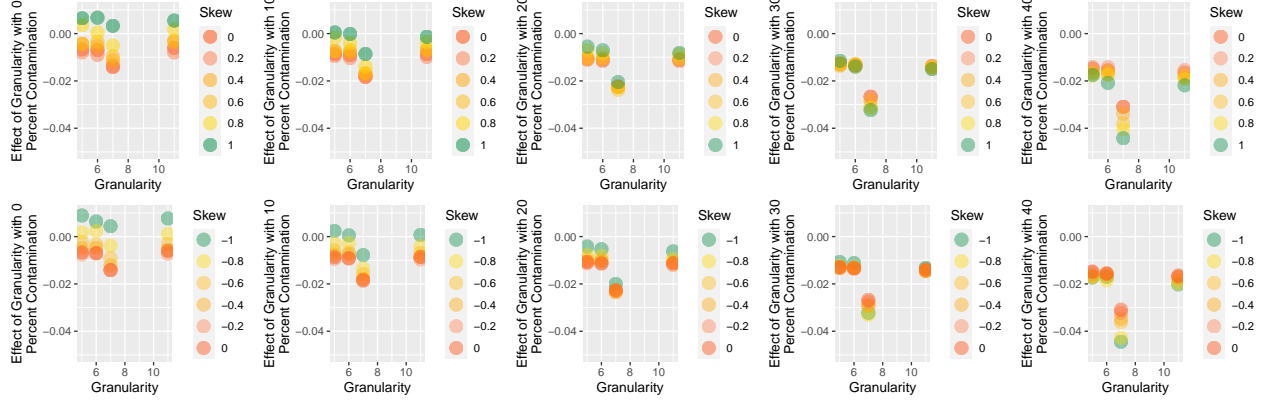 Effect of Granularity with 0
Percent Contamination
0.00
−0.02
−0.04
6 8 10
Granularity
Skew
0
0.2
0.4
0.6
0.8
1
Effect of Granularity with 10
Percent Contamination
0.00
−0.02
−0.04
6 8 10
Granularity
Skew
0
0.2
0.4
0.6
0.8
1
Effect of Granularity with 20
Percent Contamination
0.00
−0.02
−0.04
6 8 10
Granularity
Skew
0
0.2
0.4
0.6
0.8
1
Effect of Granularity with 30
Percent Contamination
0.00
−0.02
−0.04
6 8 10
Granularity
Skew
0
0.2
0.4
0.6
0.8
1
Effect of Granularity with 40
Percent Contamination
0.00
−0.02
−0.04
6 8 10
Granularity
Skew
0
0.2
0.4
0.6
0.8
1
Effect of Granularity with 0
Percent Contamination
0.00
−0.02
−0.04
6 8 10
Granularity
Skew
−1
−0.8
−0.6
−0.4
−0.2
0
Effect of Granularity with 10
Percent Contamination
0.00
−0.02
−0.04
6 8 10
Granularity
Skew
−1
−0.8
−0.6
−0.4
−0.2
0
Effect of Granularity with 20
Percent Contamination
0.00
−0.02
−0.04
6 8 10
Granularity
Skew
−1
−0.8
−0.6
−0.4
−0.2
0
Effect of Granularity with 30
Percent Contamination
0.00
−0.02
−0.04
6 8 10
Granularity
Skew
−1
−0.8
−0.6
−0.4
−0.2
0
Effect of Granularity with 40
Percent Contamination
0.00
−0.02
−0.04
6 8 10
Granularity
Skew
−1
−0.8
−0.6
−0.4
−0.2
0